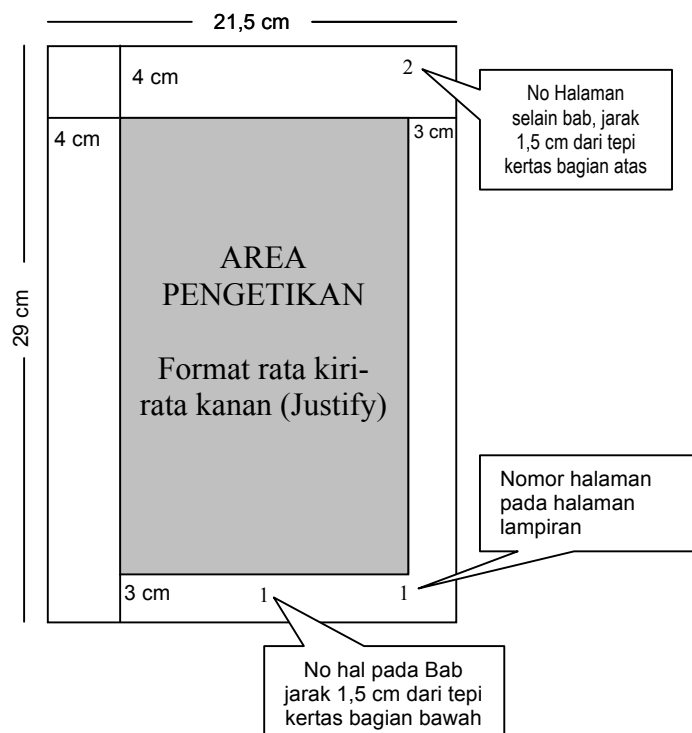 21,5 cm
4 cm
2
No Halaman
selain bab, jarak
1,5 cm dari tepi
kertas bagian atas
4 cm
3 cm
29 cm
AREA
PENGETIKAN
Format rata kiri-
rata kanan (Justify)
Nomor halaman
pada halaman
lampiran
3 cm
1
1
No hal pada Bab
jarak 1,5 cm dari tepi
kertas bagian bawah